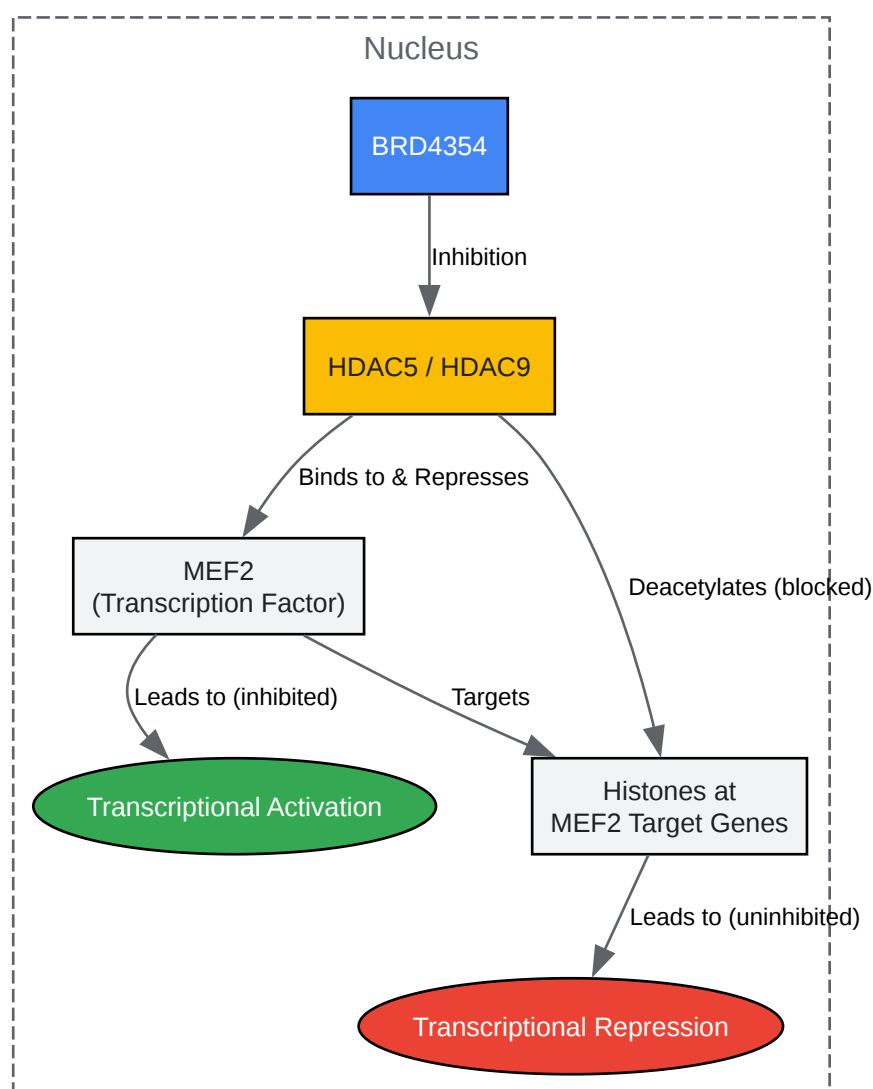 Nucleus
BRD4354
Inhibition
HDAC5 / HDAC9
Binds to & Represses
MEF2
(Transcription Factor)
Deacetylates (blocked)
Leads to (inhibited)
Targets
Transcriptional Activation
Histones at
MEF2 Target Genes
Leads to (uninhibited)
Transcriptional Repression